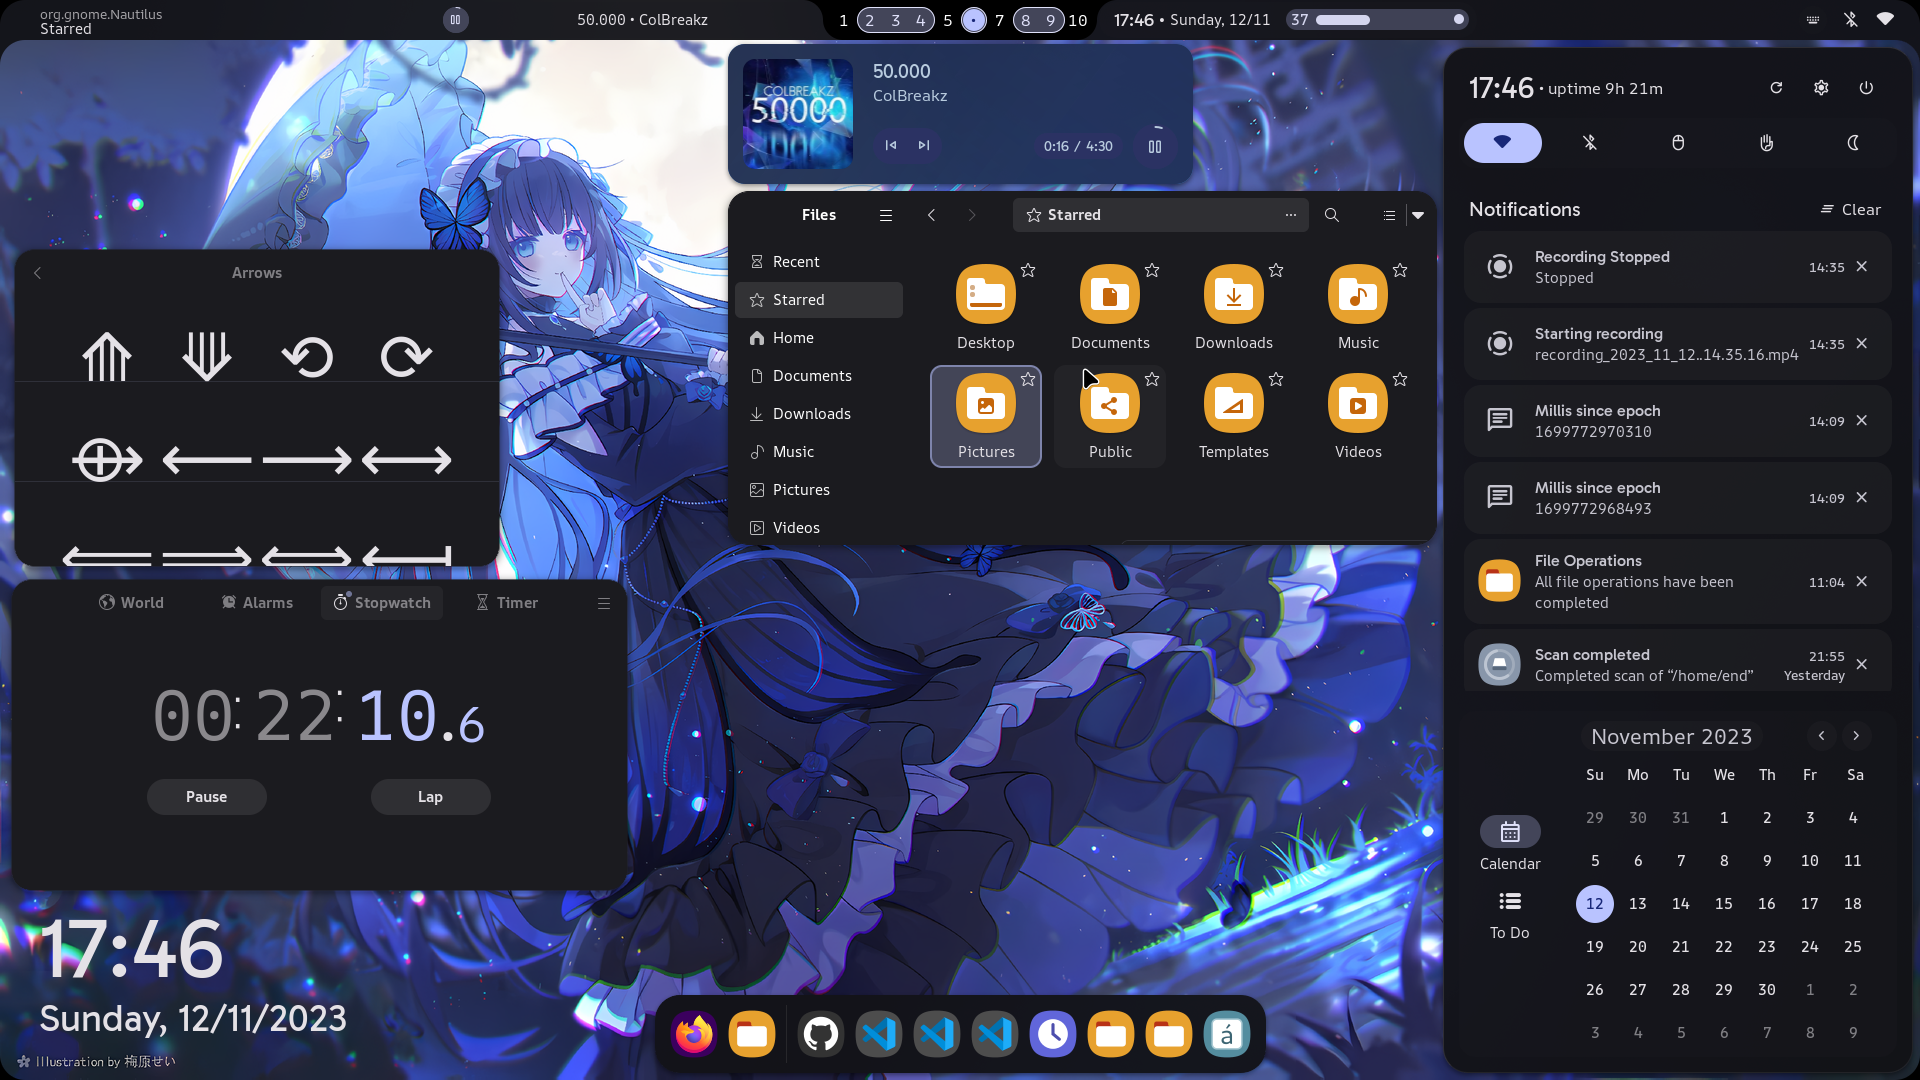 org.gnome.Nautilus
Starred
50.000 • ColBreakz
1 2 3 4 5 7 8 9 10
17:46 • Sunday, 12/11
37
COLBREAKZ
50000
50.000
ColBreakz
0:16 / 4:30
Files
Starred
Recent
Starred
Home
Documents
Downloads
Music
Pictures
Videos
Desktop
Documents
Downloads
Music
Pictures
Public
Templates
Videos
Arrows
World
Alarms
Stopwatch
Timer
00:22:10.6
Pause
Lap
17:46
Sunday, 12/11/2023
Illustration by 梅原せい
á
17:46 • uptime 9h 21m
Notifications
Clear
Recording Stopped
Stopped
14:35
Starting recording
recording_2023_11_12..14.35.16.mp4
14:35
Millis since epoch
1699772970310
14:09
Millis since epoch
1699772968493
14:09
File Operations
All file operations have been
completed
11:04
Scan completed
Completed scan of “/home/end”
21:55
Yesterday
November 2023
Su Mo Tu We Th Fr Sa
29 30 31 1 2 3 4
5 6 7 8 9 10 11
12 13 14 15 16 17 18
19 20 21 22 23 24 25
26 27 28 29 30 1 2
3 4 5 6 7 8 9
Calendar
To Do